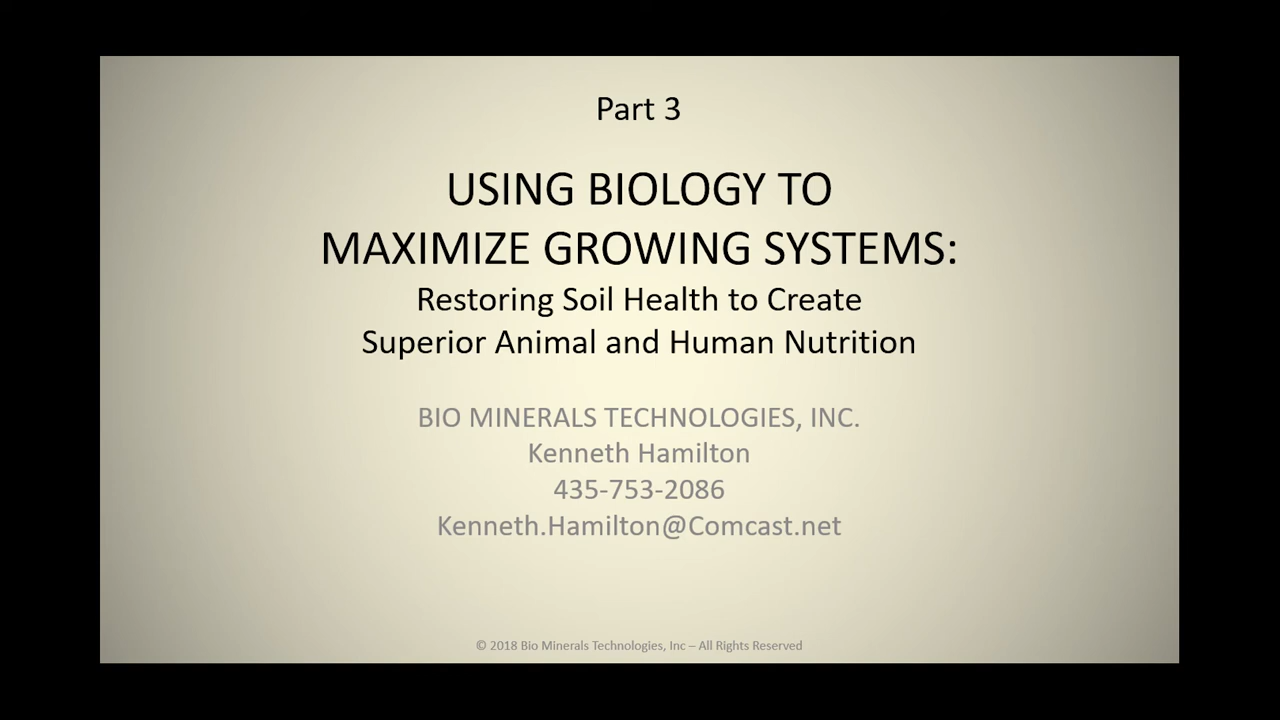 Part 3
USING BIOLOGY TO
MAXIMIZE GROWING SYSTEMS:
Restoring Soil Health to Create
Superior Animal and Human Nutrition
BIO MINERALS TECHNOLOGIES, INC.
Kenneth Hamilton
435-753-2086
Kenneth.Hamilton@Comcast.net
© 2018 Bio Minerals Technologies, Inc – All Rights Reserved